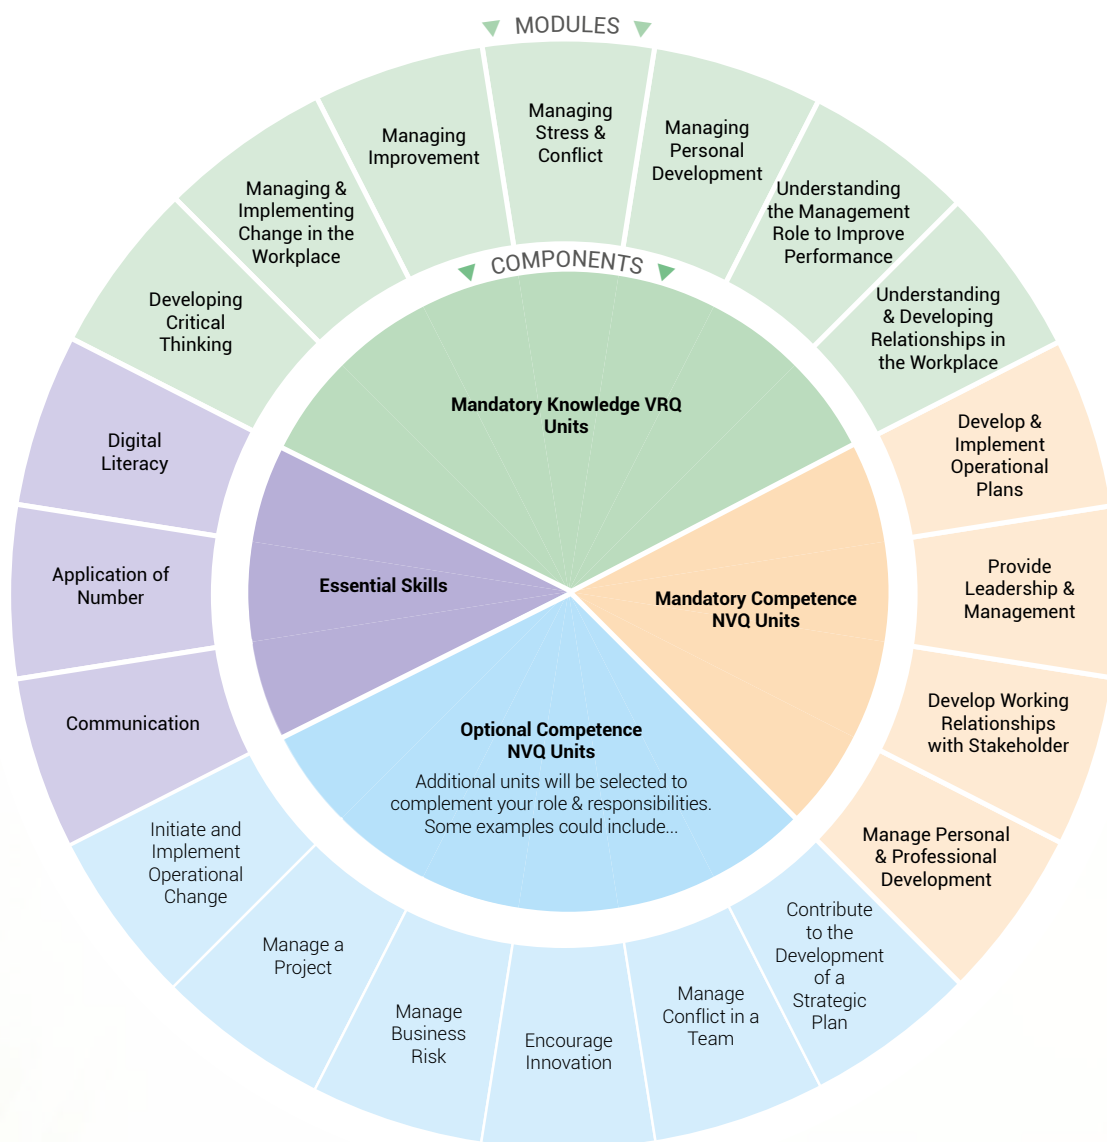 MODULES
Managing
Stress &
Conflict
Managing
Personal
Development
Understanding
the Management
Role to Improve
Performance
Understanding
& Developing
Relationships in
the Workplace
Develop &
Implement
Operational
Plans
Provide
Leadership &
Management
Develop Working
Relationships
with Stakeholder
Manage Personal
& Professional
Development
Contribute
to the
Development
of a
Strategic
Plan
Manage
Conflict in a
Team
Encourage
Innovation
Manage
Business
Risk
Manage a
Project
Initiate and
Implement
Operational
Change
Communication
Application of
Number
Digital
Literacy
Developing
Critical
Thinking
Managing &
Implementing
Change in the
Workplace
Managing
Improvement
COMPONENTS
Mandatory Knowledge VRQ
Units
Mandatory Competence
NVQ Units
Optional Competence
NVQ Units
Additional units will be selected to
complement your role & responsibilities.
Some examples could include...
Essential Skills